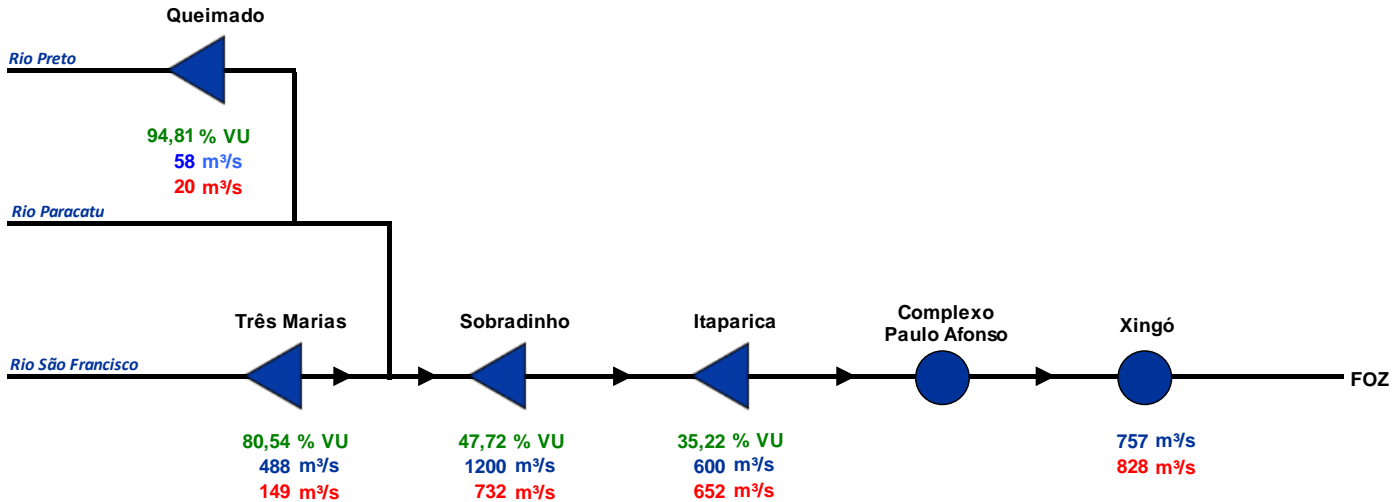 Queimado
Rio Preto
94,81 % VU
58 m³/s
20 m³/s
Rio Paracatu
Três Marias
Sobradinho
Itaparica
Complexo
Paulo Afonso
Xingó
Rio São Francisco
FOZ
80,54 % VU
488 m³/s
149 m³/s
47,72 % VU
1200 m³/s
732 m³/s
35,22 % VU
600 m³/s
652 m³/s
757 m³/s
828 m³/s